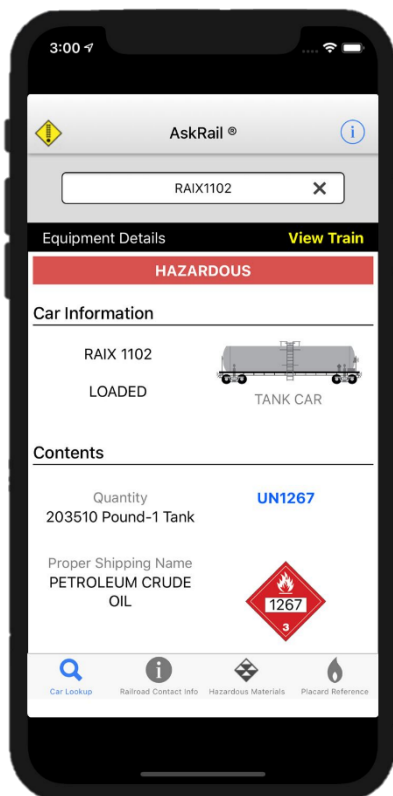 3:00
AskRail ®
i
RAIX1102 ✕
Equipment Details View Train
HAZARDOUS
Car Information
RAIX 1102
LOADED
TANK CAR
Contents
Quantity UN1267
203510 Pound-1 Tank
Proper Shipping Name
PETROLEUM CRUDE
OIL
1267
3
Car Lookup Railroad Contact Info Hazardous Materials Placard Reference